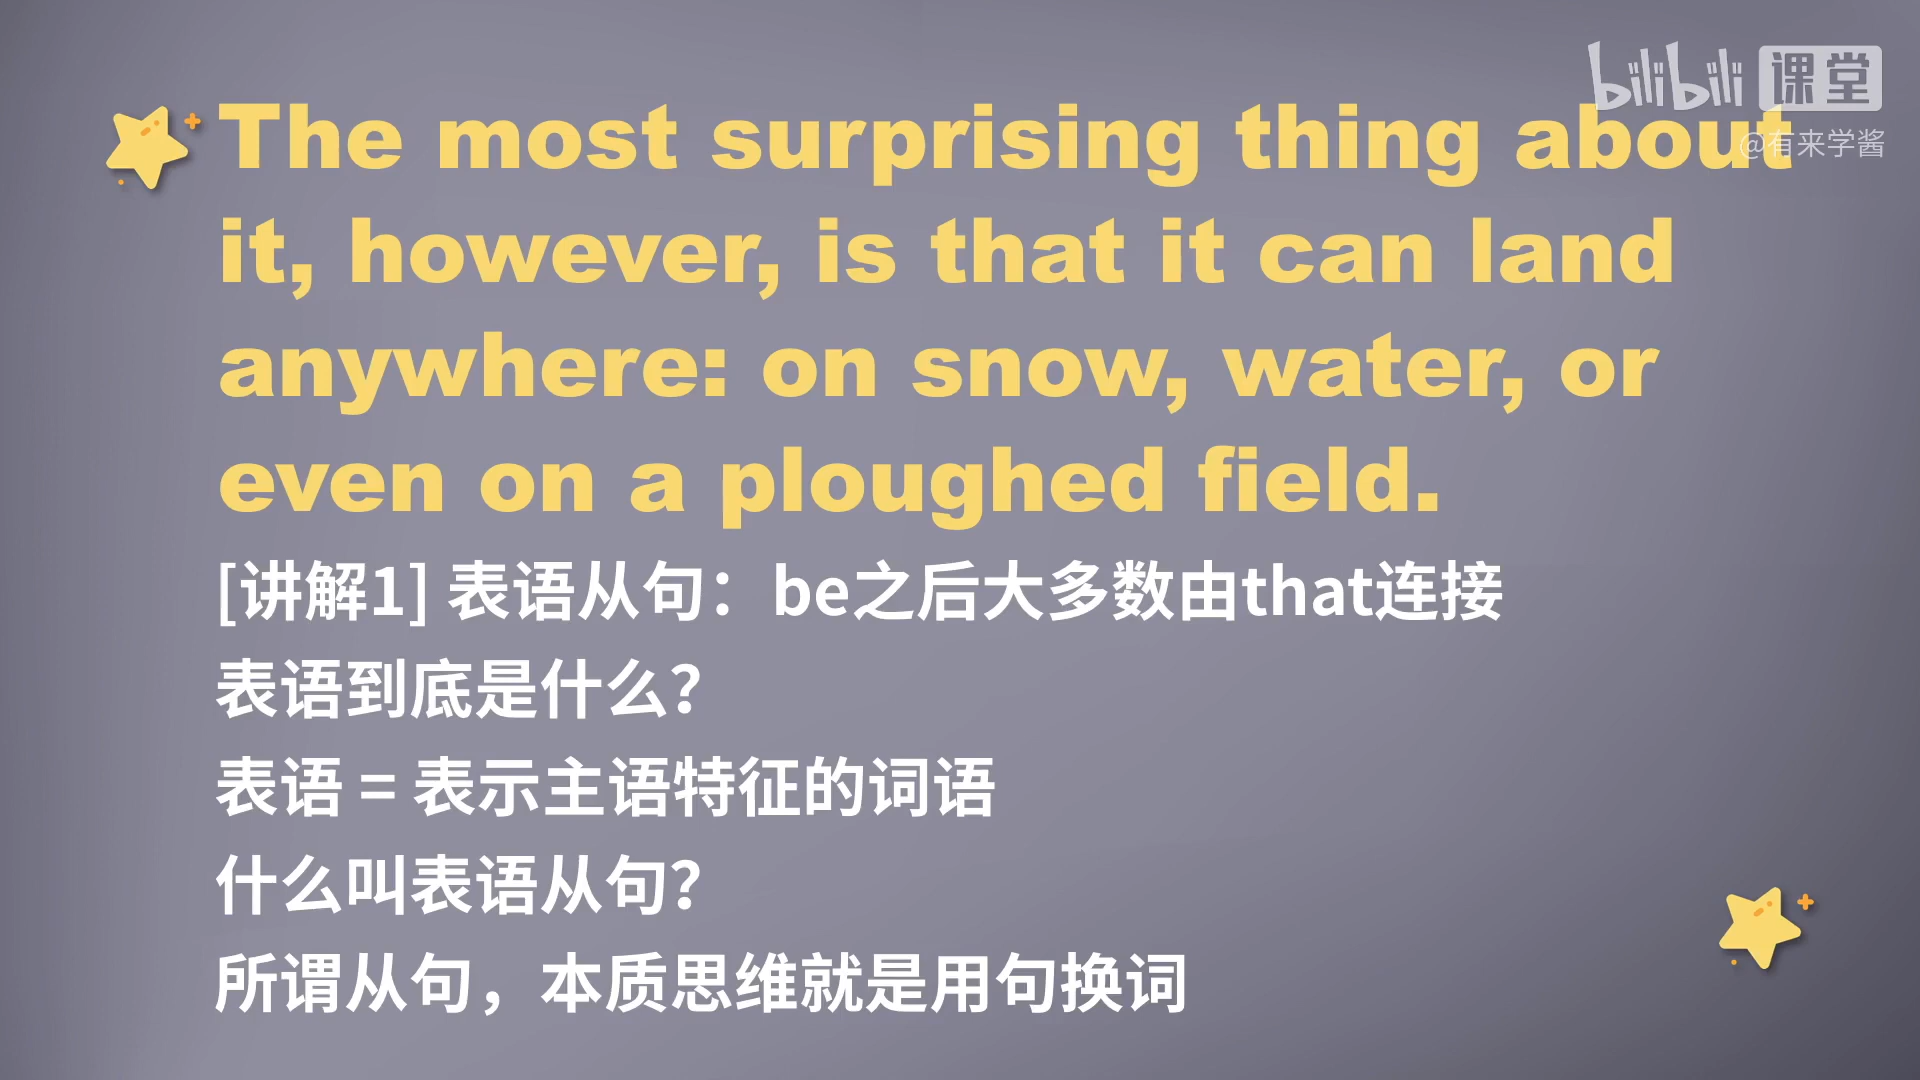 bilibili 课堂
@有来学酱
The most surprising thing about
it, however, is that it can land
anywhere: on snow, water, or
even on a ploughed field.
[讲解1] 表语从句：be之后大多数由that连接
表语到底是什么？
表语 = 表示主语特征的词语
什么叫表语从句？
所谓从句，本质思维就是用句换词